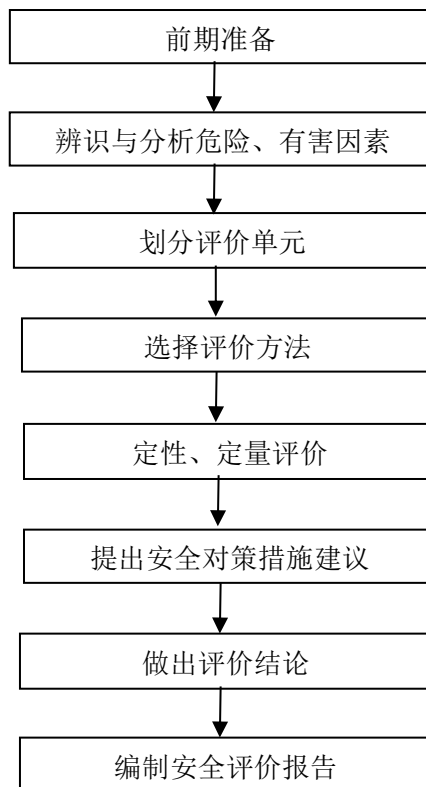 前期准备
辨识与分析危险、有害因素
划分评价单元
选择评价方法
定性、定量评价
提出安全对策措施建议
做出评价结论
编制安全评价报告